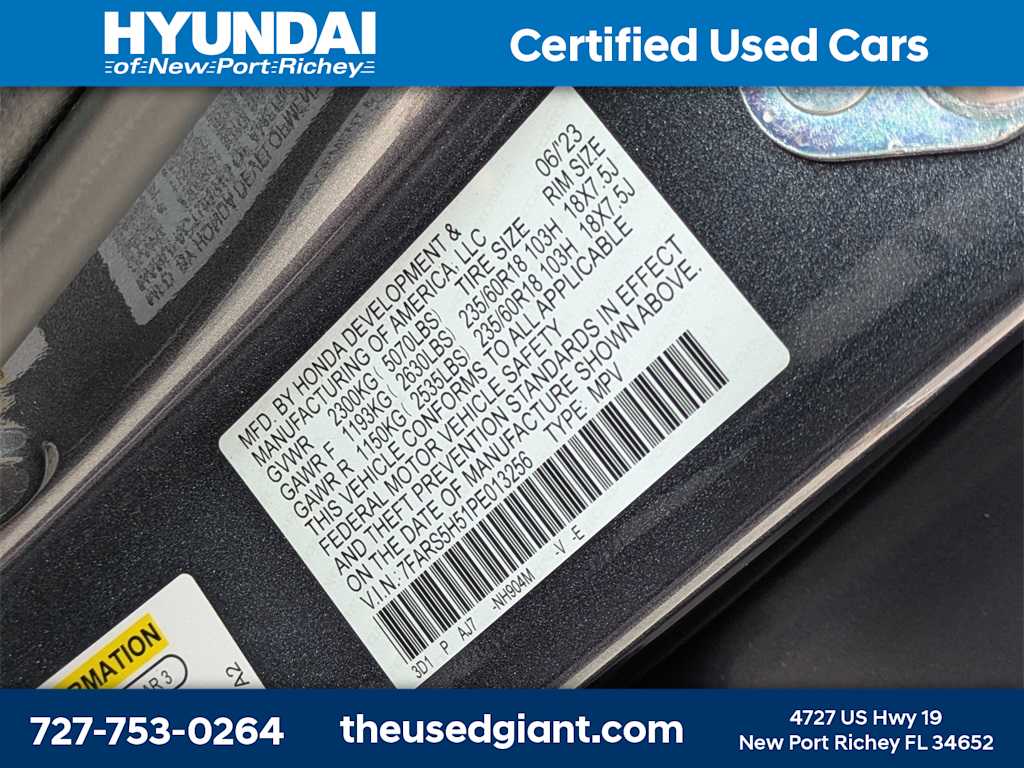 HYUNDAI
of New Port Richey
Certified Used Cars
MFD. BY HONDA DEVELOPMENT &
MANUFACTURING OF AMERICA, LLC 06/'23
GVWR 2300KG ( 5070LBS) TIRE SIZE RIM SIZE
GAWR F 1193KG ( 2630LBS) 235/60R18 103H 18X7.5J
GAWR R 1150KG ( 2535LBS) 235/60R18 103H 18X7.5J
THIS VEHICLE CONFORMS TO ALL APPLICABLE
FEDERAL MOTOR VEHICLE SAFETY
AND THEFT PREVENTION STANDARDS IN EFFECT
ON THE DATE OF MANUFACTURE SHOWN ABOVE.
V.I.N:7FARS5H51PE013256 TYPE: MPV
3D1 P AJ7 -NH904M -V -E
AR 3
A2
727-753-0264
theusedgiant.com
4727 US Hwy 19
New Port Richey FL 34652